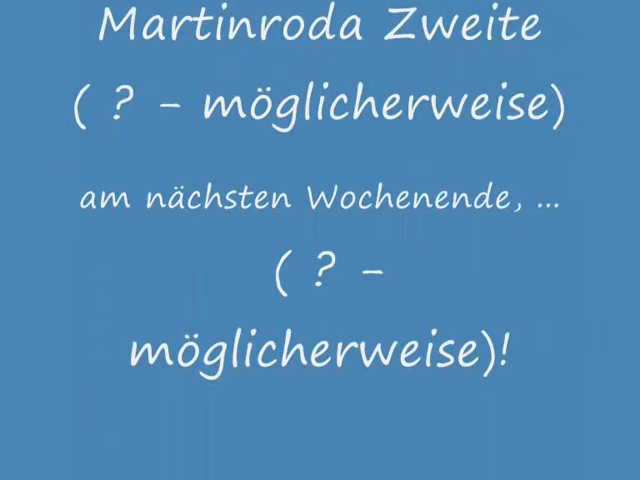 Martinroda Zweite
( ? - möglicherweise)
am nächsten Wochenende, ...
( ? -
möglicherweise)!